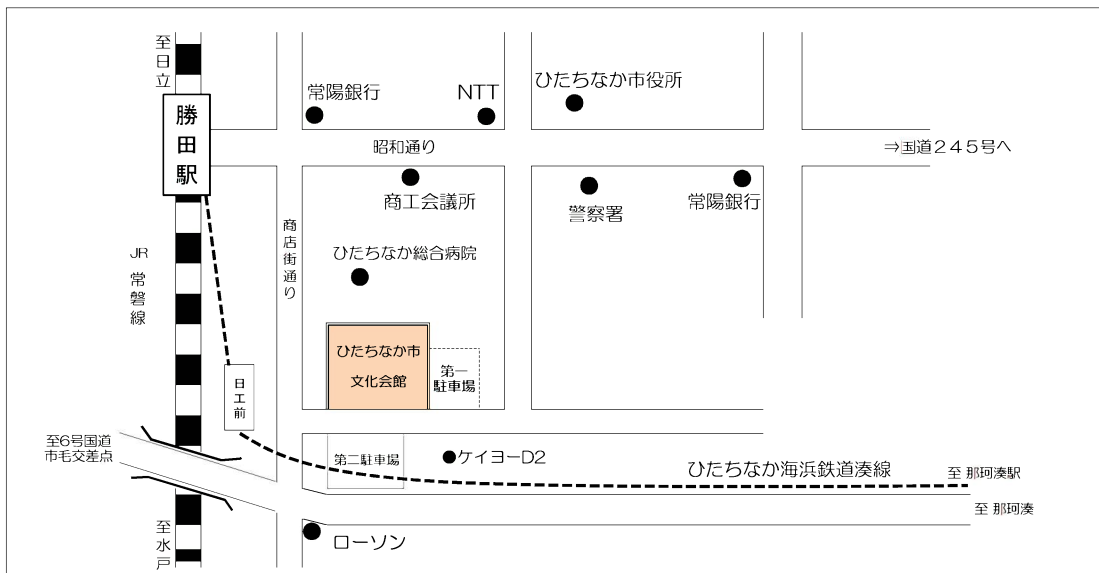 至日立
勝田駅
常陽銀行
NTT
ひたちなか市役所
昭和通り
⇒国道245号へ
商工会議所
警察署
常陽銀行
商店街通り
ひたちなか総合病院
JR
常磐線
ひたちなか市
文化会館
第一
駐車場
日工前
至6号国道
市毛交差点
第二駐車場
ケイヨーD2
ひたちなか海浜鉄道湊線
至 那珂湊駅
至 那珂湊
至水戸
ローソン